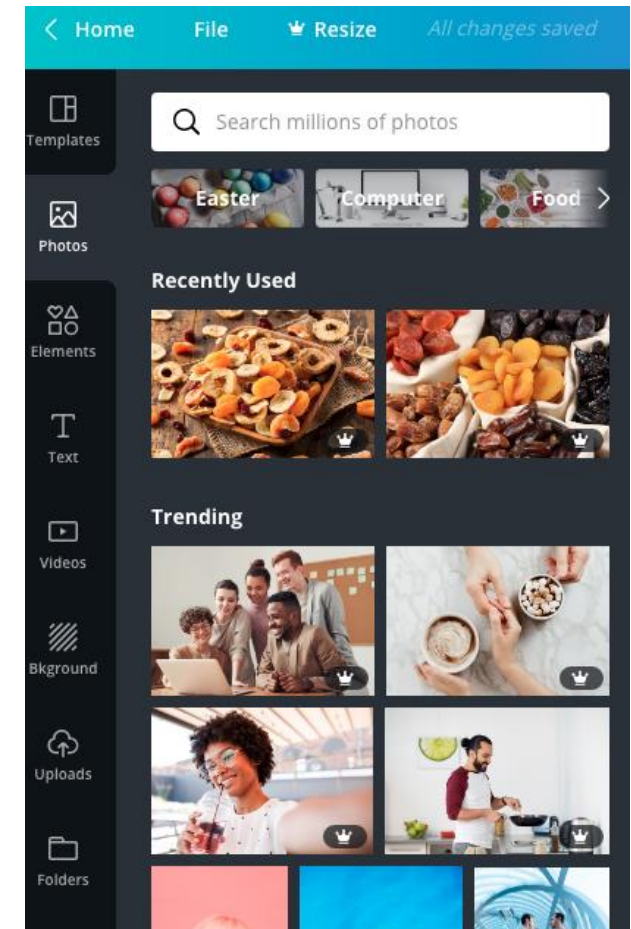 Home File Resize All changes saved
Templates
Search millions of photos
Easter Computer Food
Photos
Recently Used
Elements
Text
Trending
Videos
Bkground
Uploads
Folders